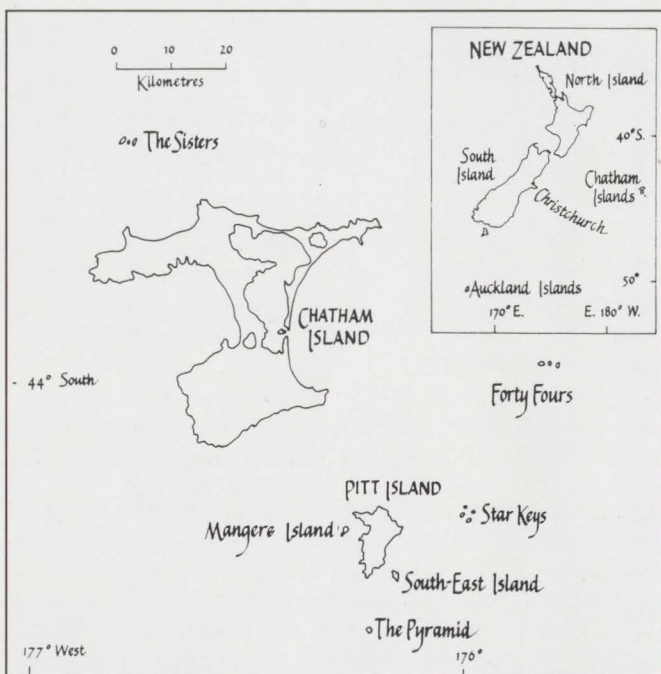 0 10 20
Kilometres
The Sisters
NEW ZEALAND
North Island
40° S.
South
Island
Chatham
Islands
Christchurch
50°
Auckland Islands
170° E. E. 180° W.
CHATHAM
ISLAND
- 44° South
Forty Fours
PITT ISLAND
Mangere Island
Star Keys
South-East Island
The Pyramid
177° West
176°